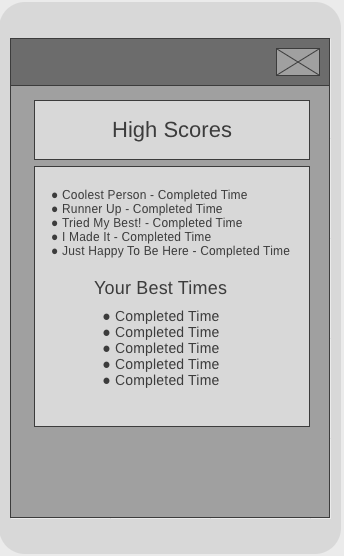 High Scores
● Coolest Person - Completed Time
● Runner Up - Completed Time
● Tried My Best! - Completed Time
● I Made It - Completed Time
● Just Happy To Be Here - Completed Time
Your Best Times
● Completed Time
● Completed Time
● Completed Time
● Completed Time
● Completed Time